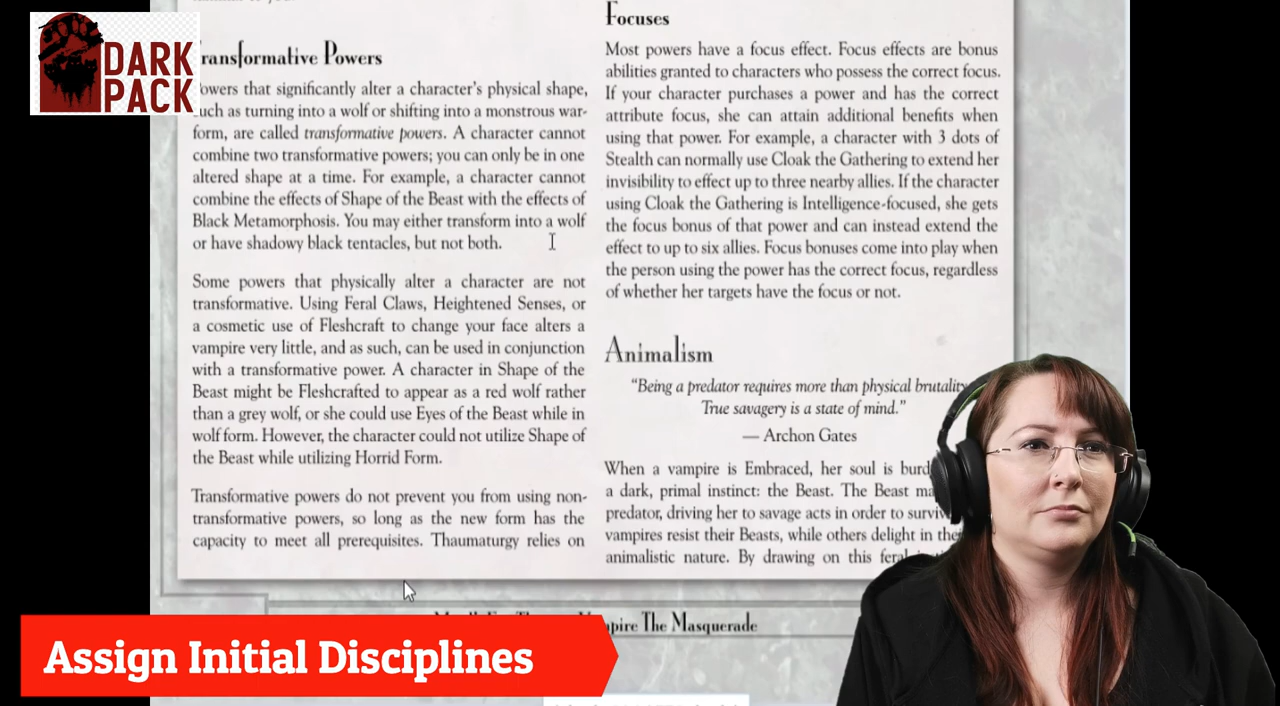 DARK
PACK
Transformative Powers
Powers that significantly alter a character's physical shape,
such as turning into a wolf or shifting into a monstrous war-
form, are called transformative powers. A character cannot
combine two transformative powers; you can only be in one
altered shape at a time. For example, a character cannot
combine the effects of Shape of the Beast with the effects of
Black Metamorphosis. You may either transform into a wolf
or have shadowy black tentacles, but not both.
Some powers that physically alter a character are not
transformative. Using Feral Claws, Heightened Senses, or
a cosmetic use of Fleshcraft to change your face alters a
vampire very little, and as such, can be used in conjunction
with a transformative power. A character in Shape of the
Beast might be Fleshcrafted to appear as a red wolf rather
than a grey wolf, or she could use Eyes of the Beast while in
wolf form. However, the character could not utilize Shape of
the Beast while utilizing Horrid Form.
Transformative powers do not prevent you from using non-
transformative powers, so long as the new form has the
capacity to meet all prerequisites. Thaumaturgy relies on
Focuses
Most powers have a focus effect. Focus effects are bonus
abilities granted to characters who possess the correct focus.
If your character purchases a power and has the correct
attribute focus, she can attain additional benefits when
using that power. For example, a character with 3 dots of
Stealth can normally use Cloak the Gathering to extend her
invisibility to effect up to three nearby allies. If the character
using Cloak the Gathering is Intelligence-focused, she gets
the focus bonus of that power and can instead extend the
effect to up to six allies. Focus bonuses come into play when
the person using the power has the correct focus, regardless
of whether her targets have the focus or not.
Animalism
"Being a predator requires more than physical brutality.
True savagery is a state of mind."
— Archon Gates
When a vampire is Embraced, her soul is
a dark, primal instinct: the Beast. The Beast
predator, driving her to savage acts in order to
vampires resist their Beasts, while others delight in
animalistic nature. By drawing on this
The Masquerade
Assign Initial Disciplines